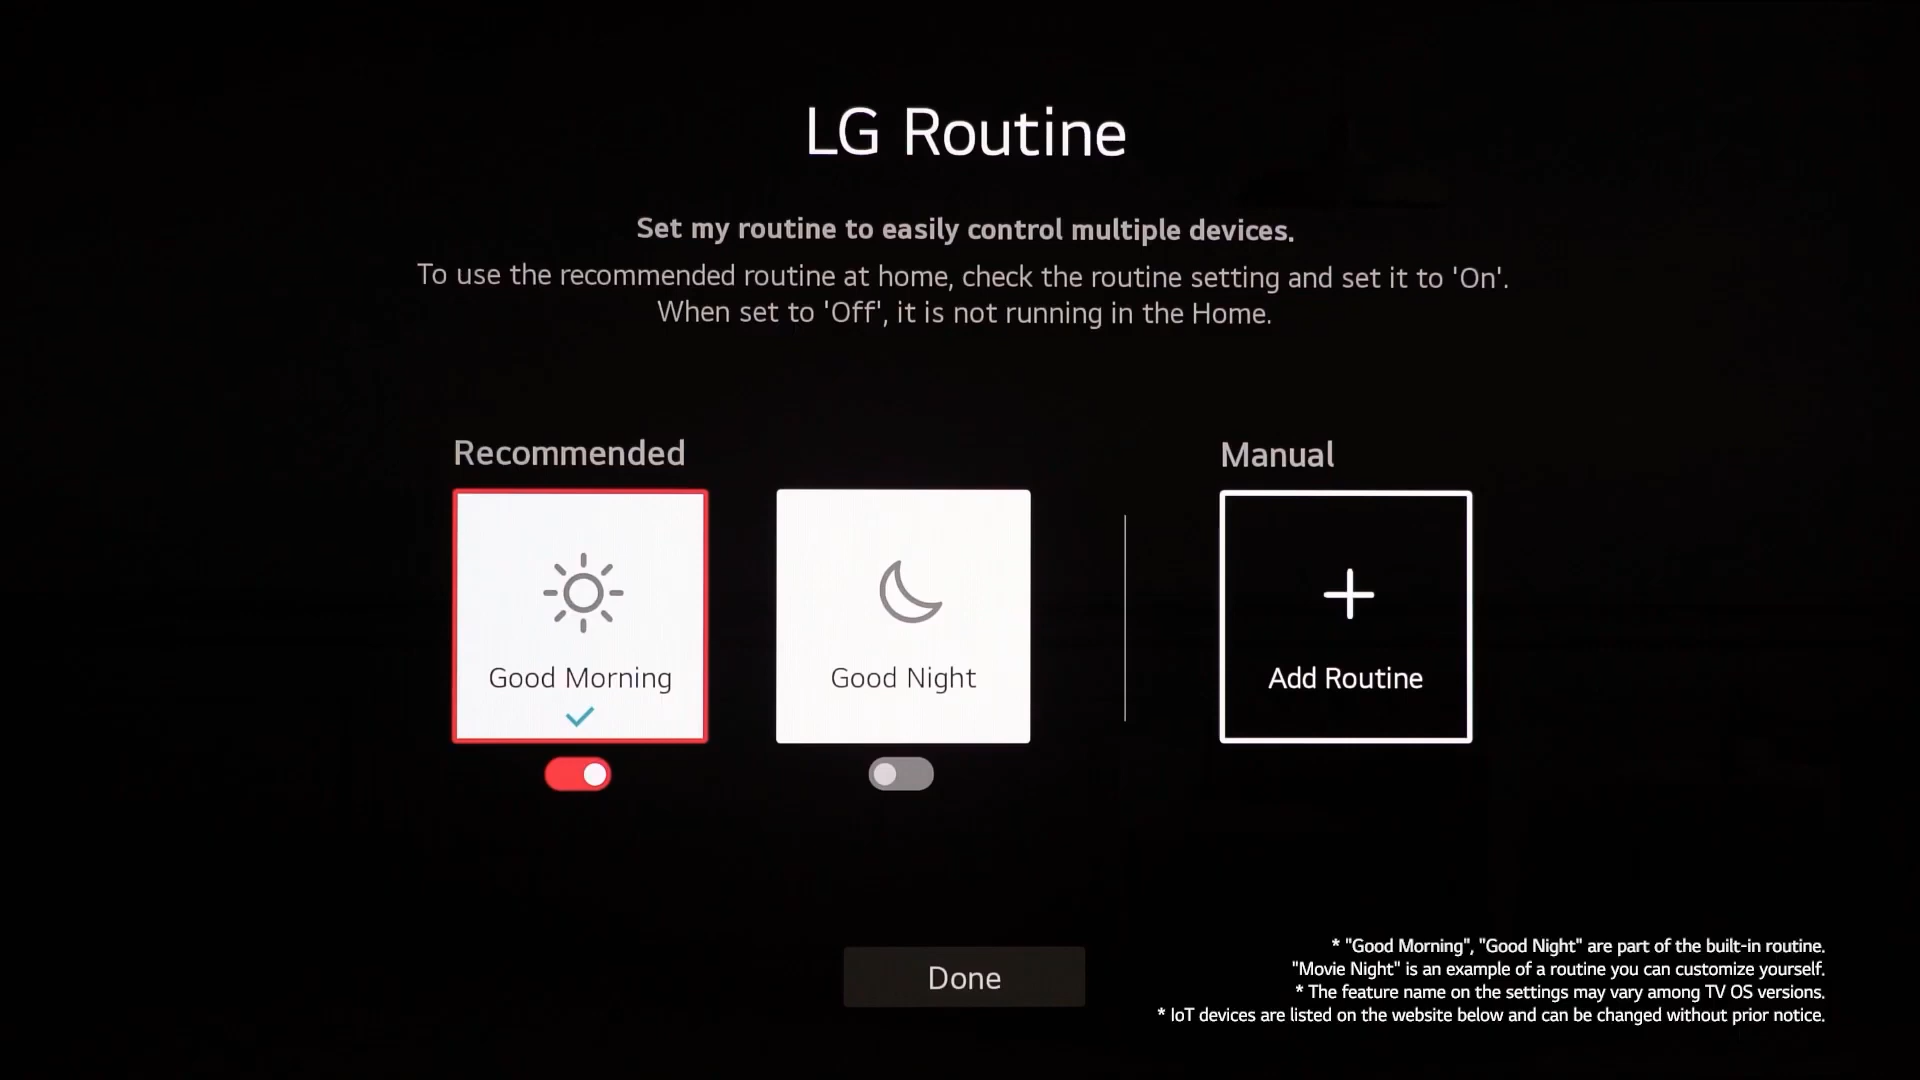 LG Routine
Set my routine to easily control multiple devices.
To use the recommended routine at home, check the routine setting and set it to 'On'.
When set to 'Off', it is not running in the Home.
Recommended
Manual
Good Morning
Good Night
Add Routine
Done
* "Good Morning", "Good Night" are part of the built-in routine.
"Movie Night" is an example of a routine you can customize yourself.
* The feature name on the settings may vary among TV OS versions.
* IoT devices are listed on the website below and can be changed without prior notice.